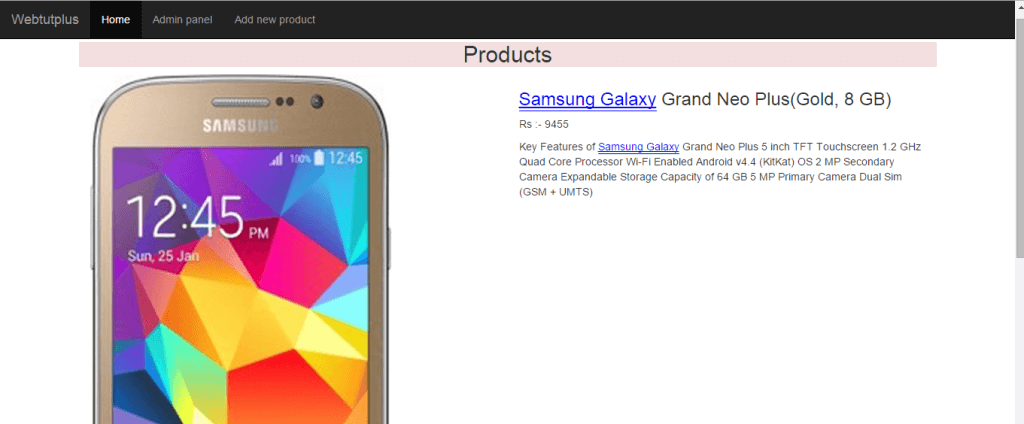 Webtutplus Home Admin panel Add new product
Products
SAMSUNG
100% 12:45
12:45 PM
Sun, 25 Jan
Samsung Galaxy Grand Neo Plus(Gold, 8 GB)
Rs :- 9455
Key Features of Samsung Galaxy Grand Neo Plus 5 inch TFT Touchscreen 1.2 GHz
Quad Core Processor Wi-Fi Enabled Android v4.4 (KitKat) OS 2 MP Secondary
Camera Expandable Storage Capacity of 64 GB 5 MP Primary Camera Dual Sim
(GSM + UMTS)